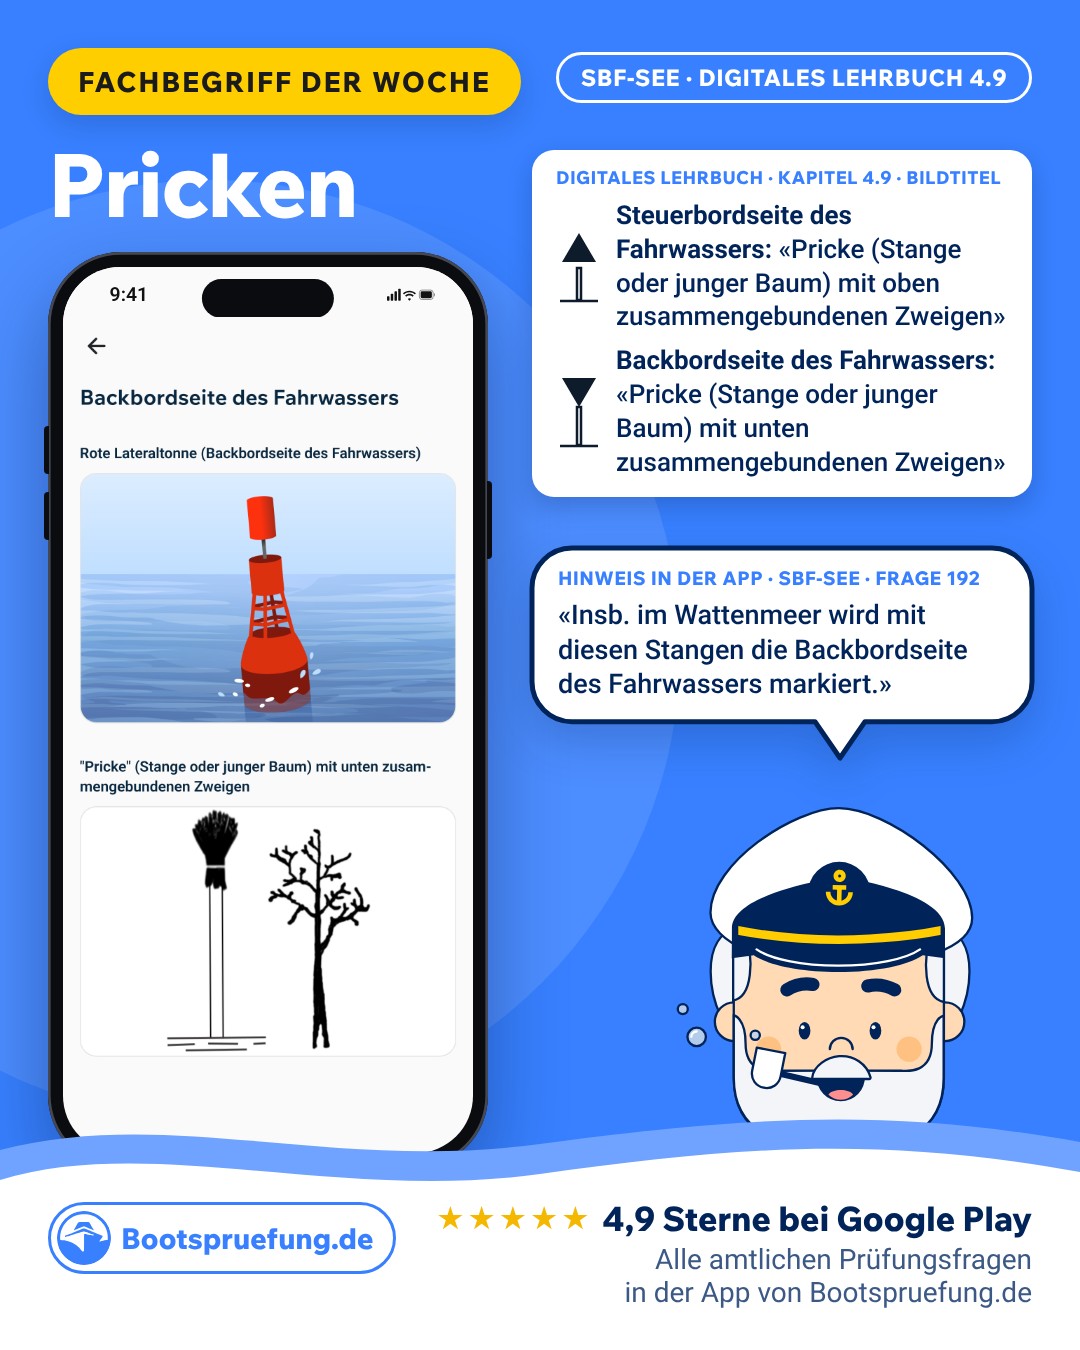 FACHBEGRIFF DER WOCHE
SBF-SEE · DIGITALES LEHRBUCH 4.9
Pricken
9:41
Backbordseite des Fahrwassers
Rote Lateraltonne (Backbordseite des Fahrwassers)
"Pricke" (Stange oder junger Baum) mit unten zusam-
mengebundenen Zweigen
DIGITALES LEHRBUCH · KAPITEL 4.9 · BILDTITEL
Steuerbordseite des
Fahrwassers: «Pricke (Stange
oder junger Baum) mit oben
zusammengebundenen Zweigen»
Backbordseite des Fahrwassers:
«Pricke (Stange oder junger
Baum) mit unten
zusammengebundenen Zweigen»
HINWEIS IN DER APP · SBF-SEE · FRAGE 192
«Insb. im Wattenmeer wird mit
diesen Stangen die Backbordseite
des Fahrwassers markiert.»
Bootspruefung.de
★★★★★ 4,9 Sterne bei Google Play
Alle amtlichen Prüfungsfragen
in der App von Bootspruefung.de